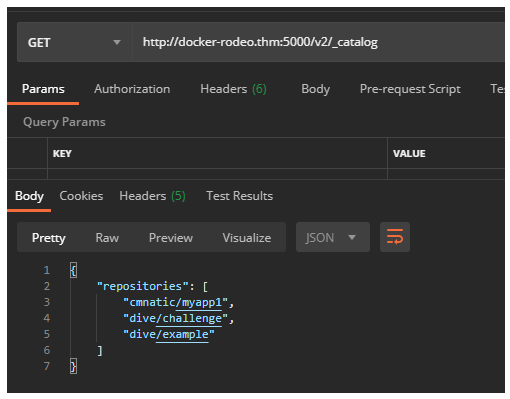 GET http://docker-rodeo.thm:5000/v2/_catalog
Params Authorization Headers (6) Body Pre-request Script
Query Params
KEY VALUE
Body Cookies Headers (5) Test Results
Pretty Raw Preview Visualize JSON
1 {
2 "repositories": [
3 "cmnatic/myapp1",
4 "dive/challenge",
5 "dive/example"
6 ]
7 }